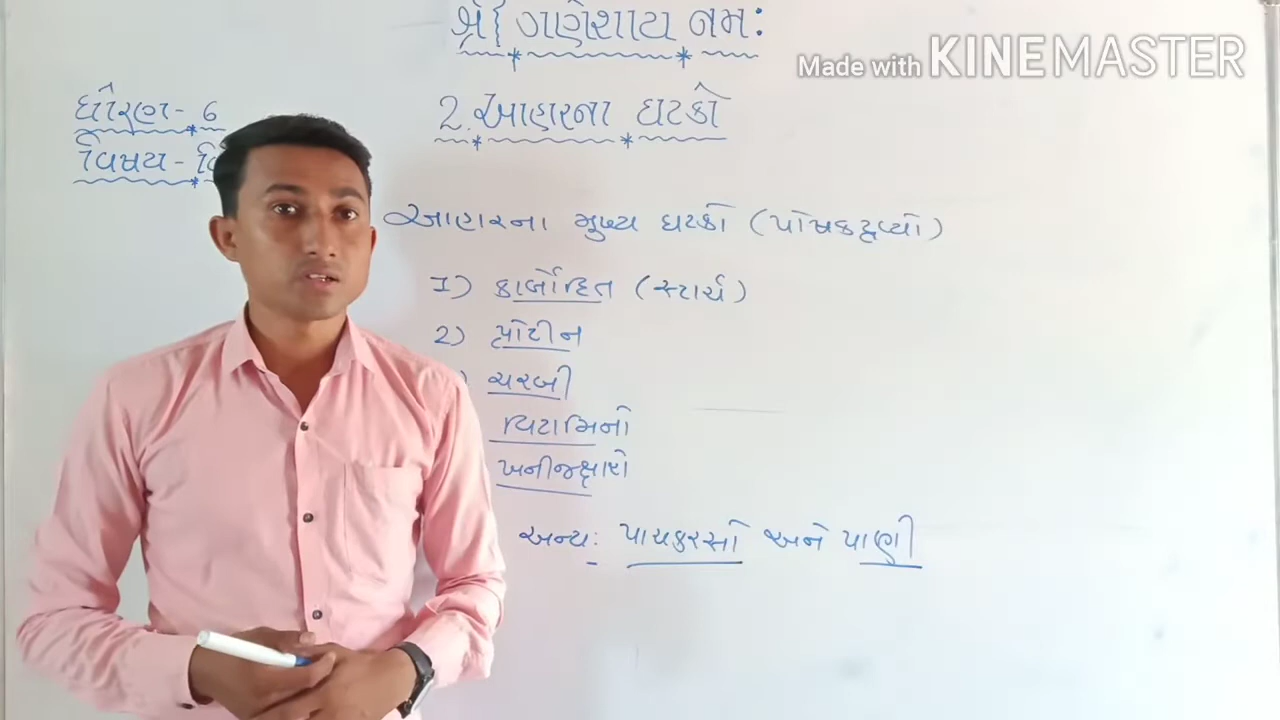 શ્રી ગણેશાય નમઃ
Made with KINEMASTER
ધોરણ - 6
2. આહારના ઘટકો
વિષય - વિ
આહારના મુખ્ય ઘટકો (પોષકદ્રવ્યો)
1) કાર્બોદિત (સ્ટાર્ચ)
2) પ્રોટીન
) ચરબી
વિટામિનો
ખનીજક્ષારો
અન્ય: પાચકરસો અને પાણી